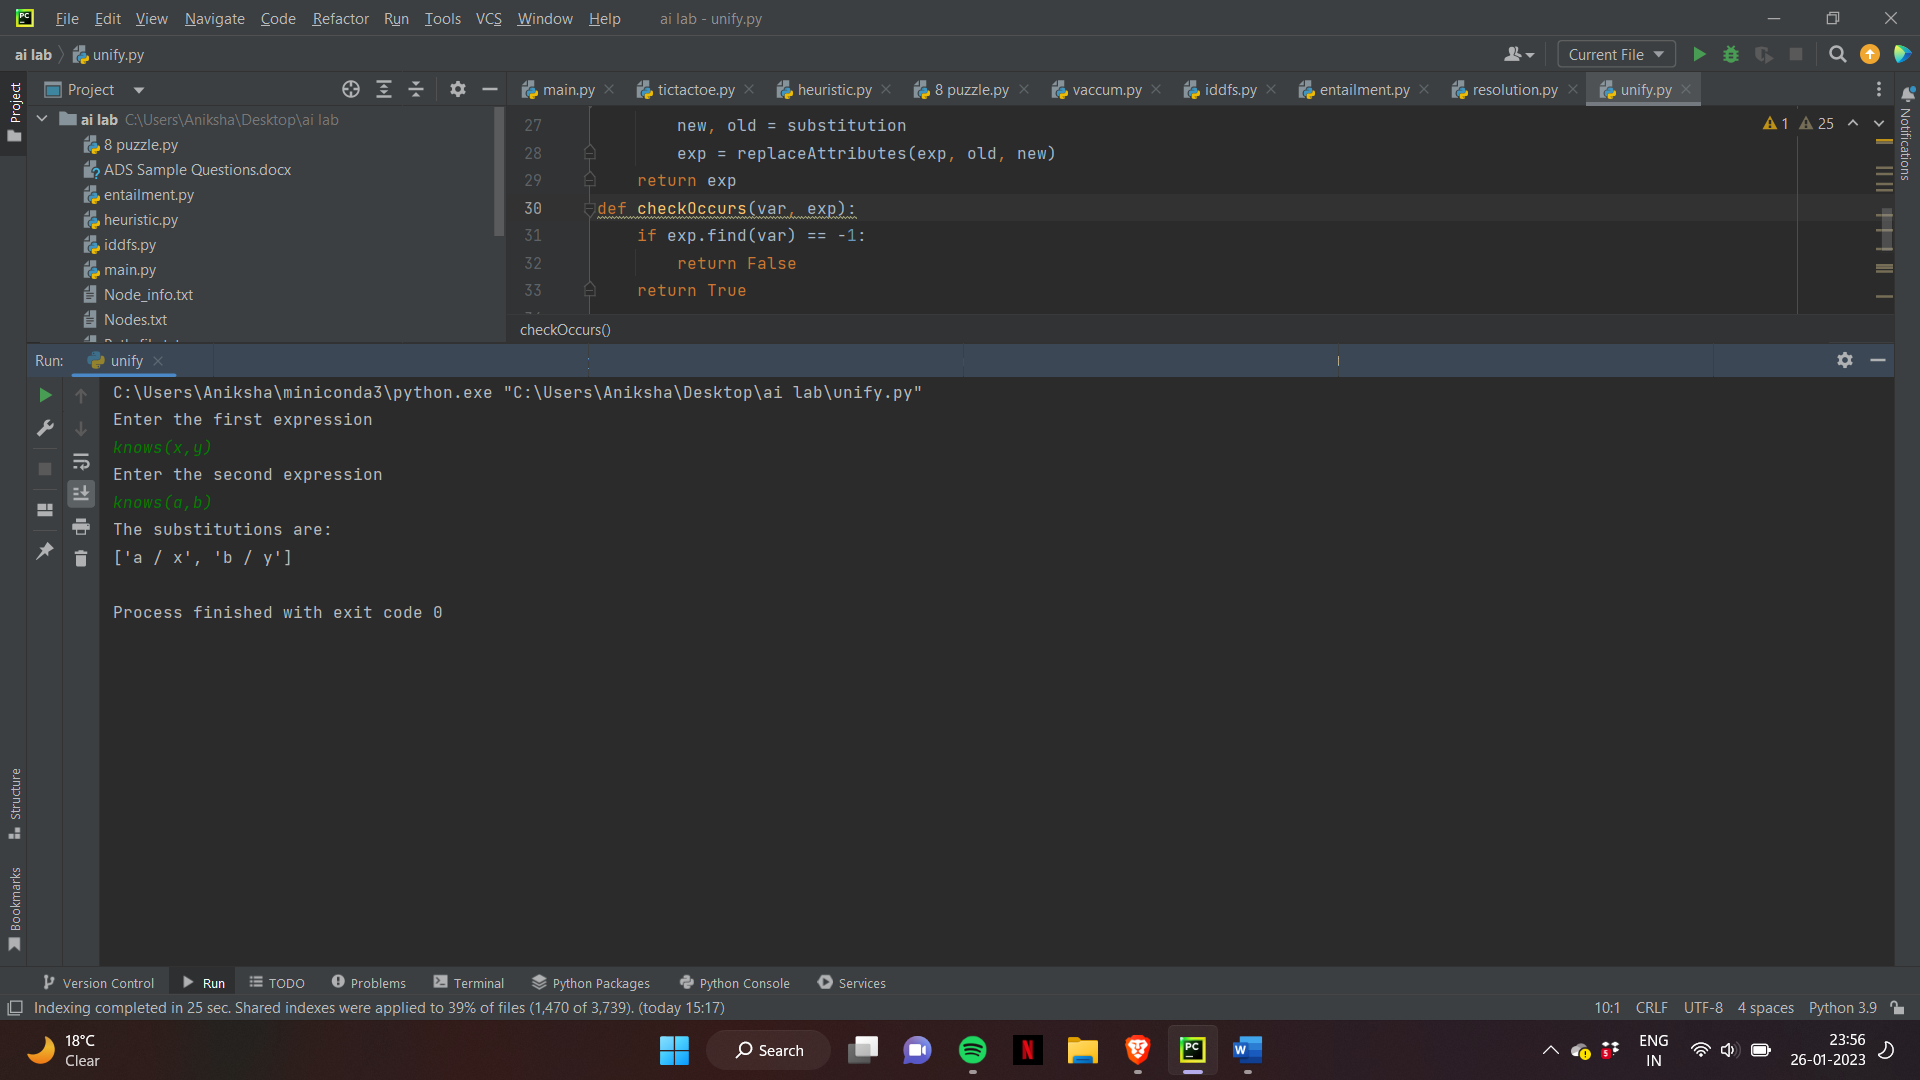 File Edit View Navigate Code Refactor Run Tools VCS Window Help ai lab - unify.py
ai lab unify.py Current File
Project main.py tictactoe.py heuristic.py 8 puzzle.py vaccum.py iddfs.py entailment.py resolution.py unify.py
Project
Notifications
ai lab C:\Users\Aniksha\Desktop\ai lab
8 puzzle.py
ADS Sample Questions.docx
entailment.py
heuristic.py
iddfs.py
main.py
Node_info.txt
Nodes.txt
1 25
27 new, old = substitution
28 exp = replaceAttributes(exp, old, new)
29 return exp
30 def checkOccurs(var, exp):
31 if exp.find(var) == -1:
32 return False
33 return True
checkOccurs()
Run: unify
C:\Users\Aniksha\miniconda3\python.exe "C:\Users\Aniksha\Desktop\ai lab\unify.py"
Enter the first expression
knows(x,y)
Enter the second expression
knows(a,b)
The substitutions are:
['a / x', 'b / y']
Process finished with exit code 0
Structure
Bookmarks
Version Control Run TODO Problems Terminal Python Packages Python Console Services
Indexing completed in 25 sec. Shared indexes were applied to 39% of files (1,470 of 3,739). (today 15:17) 10:1 CRLF UTF-8 4 spaces Python 3.9
18°C
Clear
Search
ENG
IN
23:56
26-01-2023